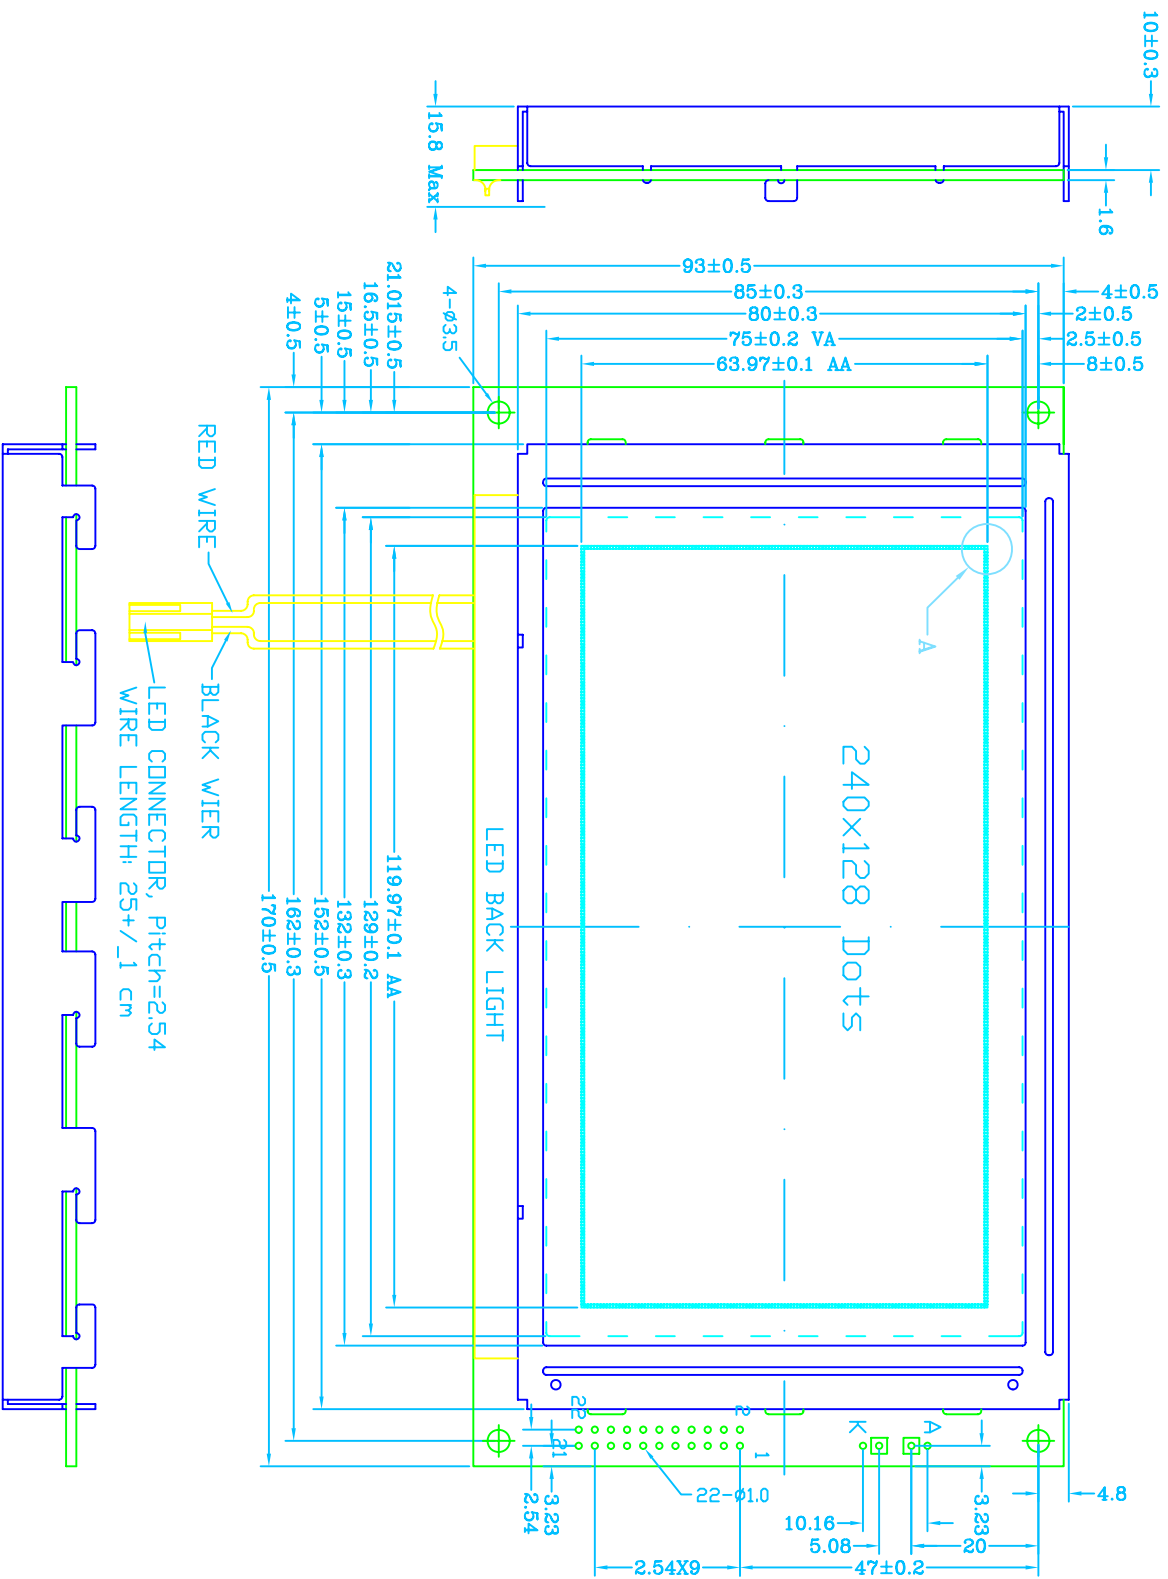 10±0.3
15.8 Max
1.6
93±0.5
85±0.3
80±0.3
75±0.2 VA
63.97±0.1 AA
4±0.5
2±0.5
2.5±0.5
8±0.5
4-ø3.5
21.015±0.5
16.5±0.5
15±0.5
5±0.5
4±0.5
RED WIRE
BLACK WIER
LED CONNECTOR, Pitch=2.54
WIRE LENGTH: 25+/_1 cm
A
240x128 Dots
LED BACK LIGHT
119.97±0.1 AA
129±0.2
132±0.3
152±0.5
162±0.3
170±0.5
22
21
2
1
K
A
22-ø1.0
3.23
2.54
4.8
3.23
10.16
5.08
20
2.54X9
47±0.2